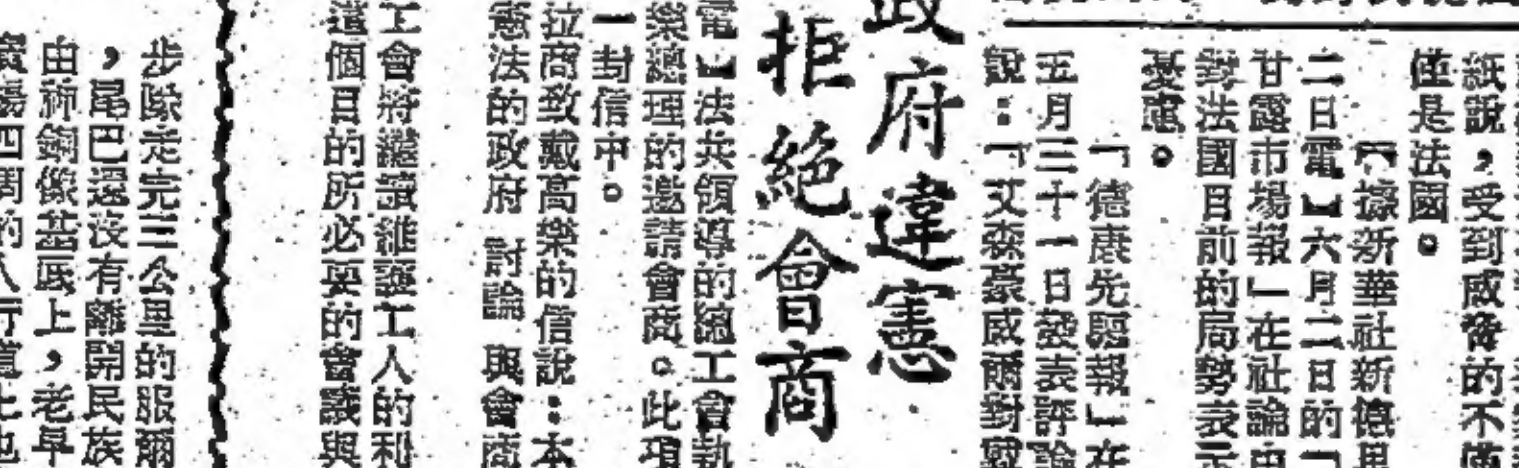 紙說，受到威脅的不僅
僅是法國。
【據新華社新德里
二日電】六月二日的「
甘露市場報」在社論中
對法國目前的局勢表示
憂慮。
「德底先驅報」在
五月三十一日發表評論
說：「艾森豪威爾對戴
政府違憲
拒絕會商
電】法共領導的總工會執
樂總理的邀請會商。此項
一封信中。
拉商致戴高樂的信說：本
憲法的政府 討論 與會商
工會將繼續維護工人的利
這個目的所必要的會議與
步隊走完三公里的服爾
，尾巴還沒有離開民族
由神銅像基底上，老早
廣場四周的人行道上也